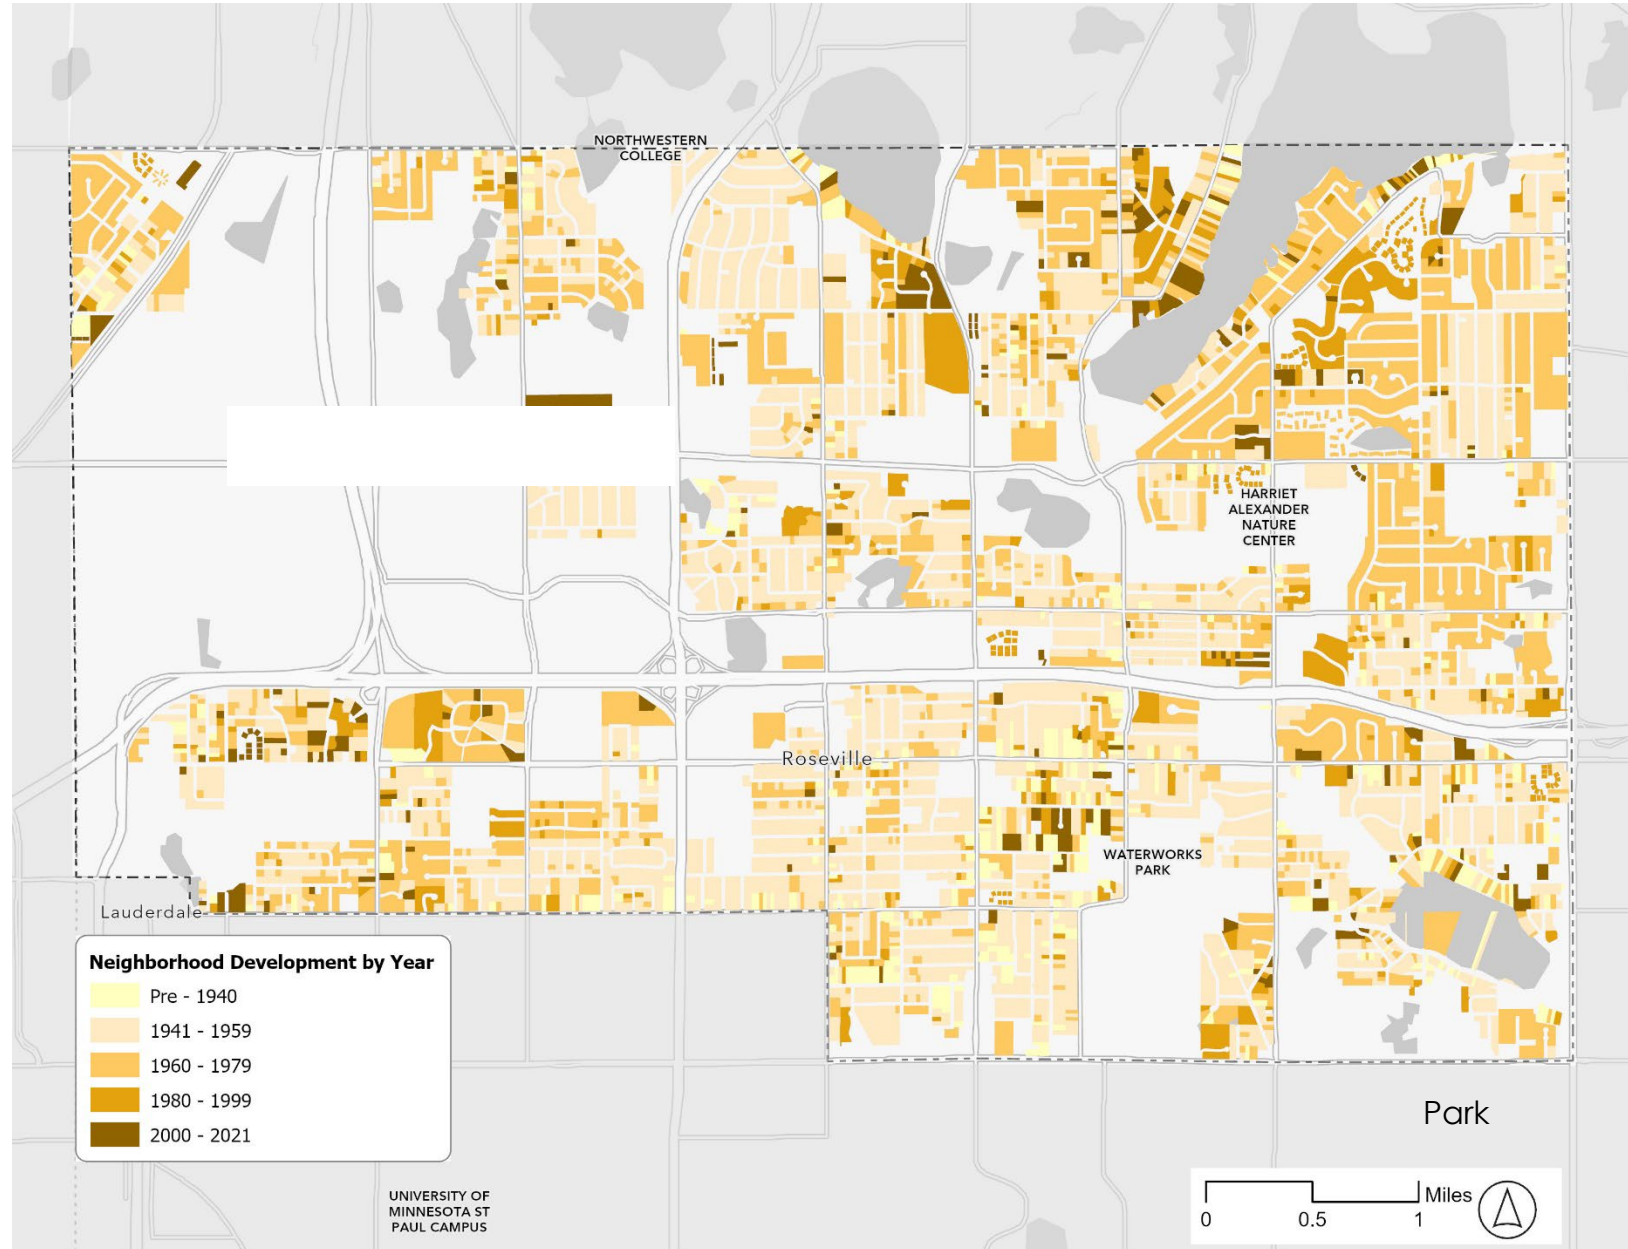 NORTHWESTERN
COLLEGE
HARRIET
ALEXANDER
NATURE
CENTER
Roseville
WATERWORKS
PARK
Lauderdale
Neighborhood Development by Year
Pre - 1940
1941 - 1959
1960 - 1979
1980 - 1999
2000 - 2021
Park
UNIVERSITY OF
MINNESOTA ST
PAUL CAMPUS
Miles
0 0.5 1